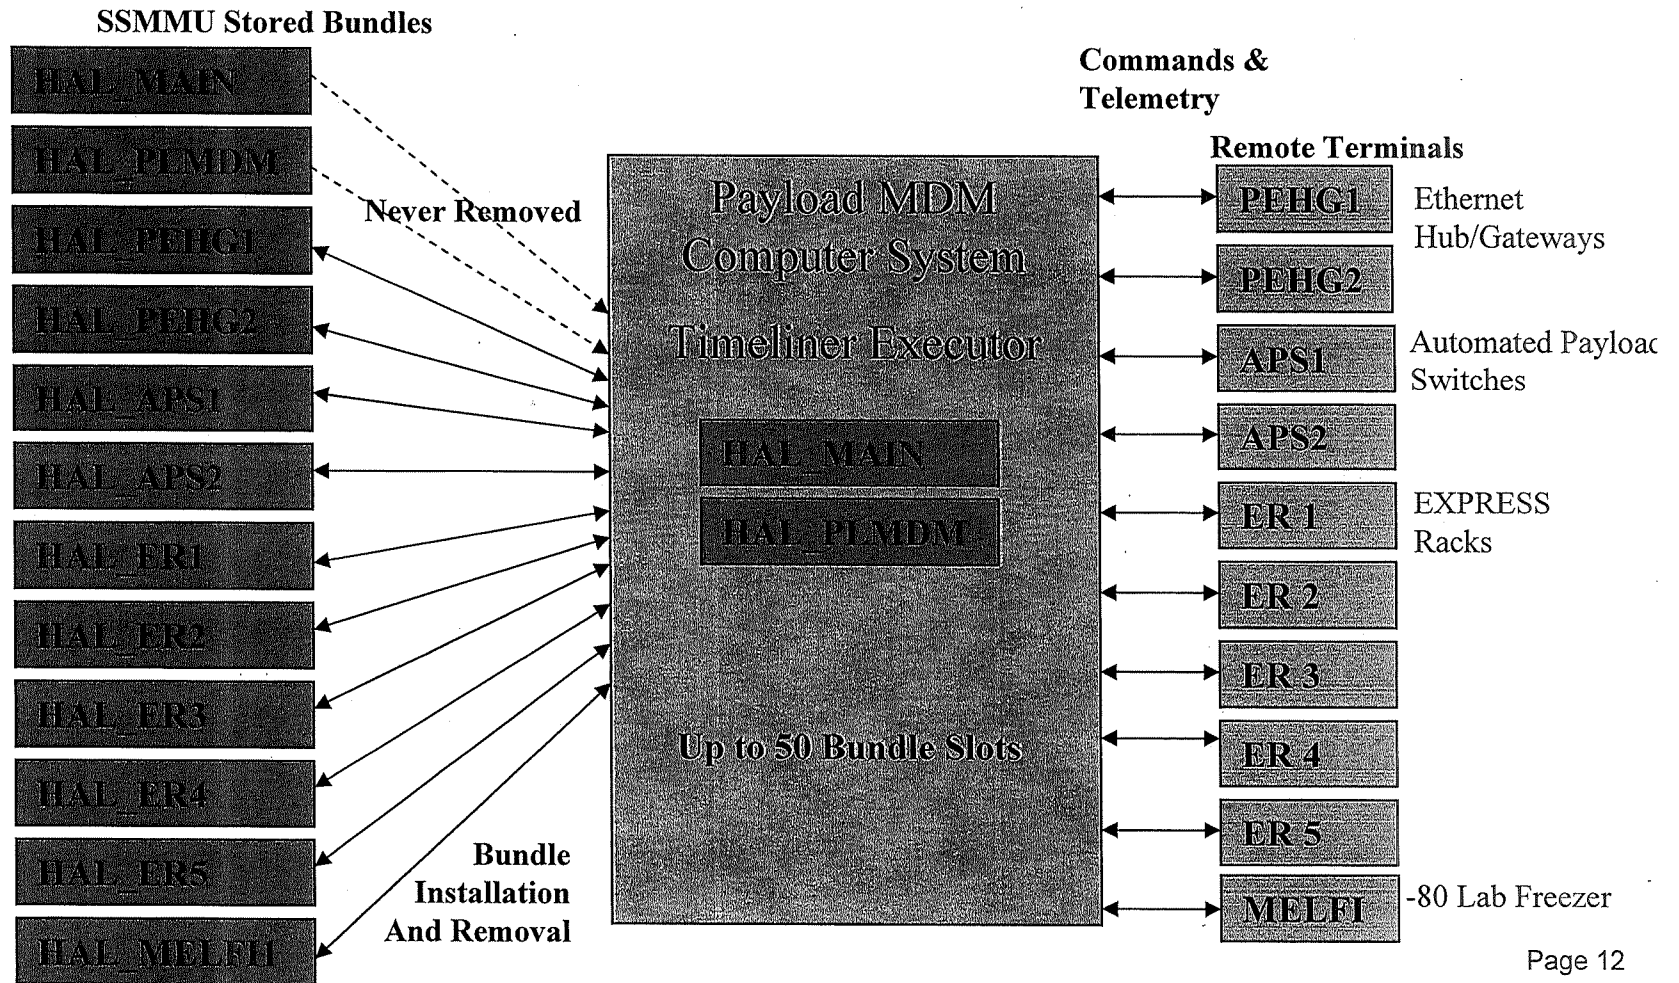 SSMMU Stored Bundles
HAL_MAIN
HAL_PLMDM
HAL_PEHG1
HAL_PEHG2
HAL_APS1
HAL_APS2
HAL_ER1
HAL_ER2
HAL_ER3
HAL_ER4
HAL_ER5
HAL_MELFI1
Never Removed
Bundle
Installation
And Removal
Payload MDM
Computer System
Timeliner Executor
HAL_MAIN
HAL_PLMDM
Up to 50 Bundle Slots
Commands &
Telemetry
Remote Terminals
PEHG1
Ethernet
Hub/Gateways
PEHG2
APS1
Automated Payloac
Switches
APS2
ER 1
EXPRESS
Racks
ER 2
ER 3
ER 4
ER 5
MELFI
-80 Lab Freezer
Page 12